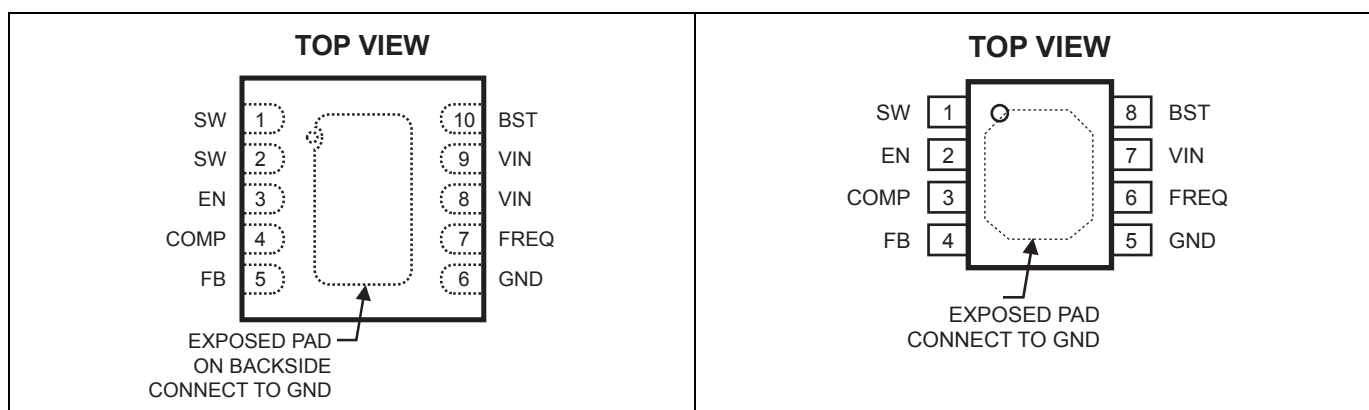 TOP VIEW
SW 1 10 BST
SW 2 9 VIN
EN 3 8 VIN
COMP 4 7 FREQ
FB 5 6 GND
EXPOSED PAD
ON BACKSIDE
CONNECT TO GND
TOP VIEW
SW 1 8 BST
EN 2 7 VIN
COMP 3 6 FREQ
FB 4 5 GND
EXPOSED PAD
CONNECT TO GND